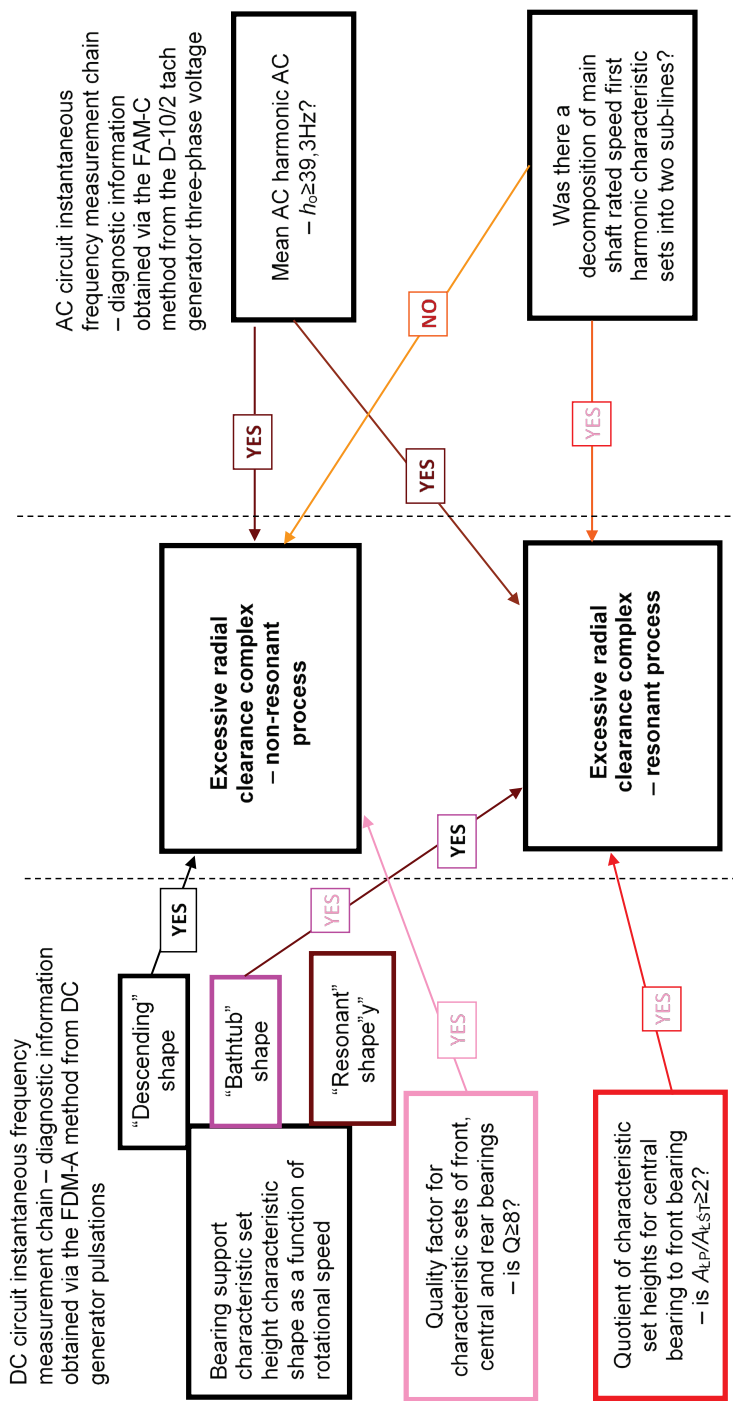 DC circuit instantaneous frequency
measurement chain – diagnostic information
obtained via the FDM-A method from DC
generator pulsations
"Descending"
shape
"Bathtub"
shape
"Resonant"
shape"y"
Bearing support
characteristic set
height characteristic
shape as a function of
rotational speed
Quality factor for
characteristic sets of front,
central and rear bearings
– is Q≥8?
Quotient of characteristic
set heights for central
bearing to front bearing
– is AŁP/AŁŚT≥2?
YES
YES
YES
YES
YES
Excessive radial
clearance complex
– non-resonant
process
Excessive radial
clearance complex
– resonant process
YES
YES
NO
YES
AC circuit instantaneous
frequency measurement chain
– diagnostic information
obtained via the FAM-C
method from the D-10/2 tach
generator three-phase voltage
Mean AC harmonic AC
– ho≥39,3Hz?
Was there a
decomposition of main
shaft rated speed first
harmonic characteristic
sets into two sub-lines?